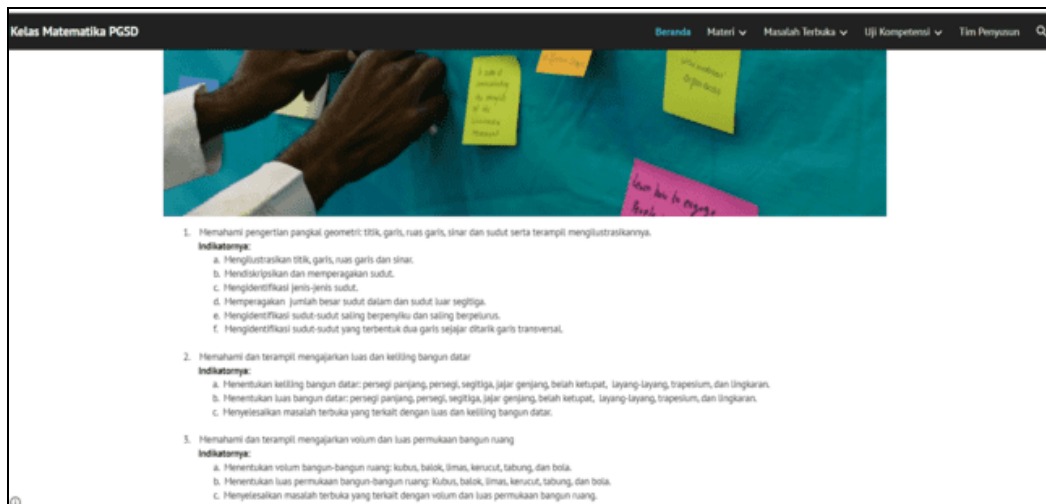 Kelas Matematika PGSD
Beranda Materi Masalah Terbuka Uji Kompetensi Tim Penyusun
1. Memahami pengertian pangkal geometri: titik, garis, ruas garis, sinar dan sudut serta terampil mengilustrasikannya.
Indikatornya:
a. Mengilustrasikan titik, garis, ruas garis dan sinar.
b. Mendiskripsikan dan memperagakan sudut.
c. Mengidentifikasi jenis-jenis sudut.
d. Memperagakan jumlah besar sudut dalam dan sudut luar segitiga.
e. Mengidentifikasi sudut-sudut saling berpenyiku dan saling berpelurus.
f. Mengidentifikasi sudut-sudut yang terbentuk dua garis sejajar ditarik garis transversal.
2. Memahami dan terampil mengajarkan luas dan keliling bangun datar
Indikatornya:
a. Menentukan keliling bangun datar: persegi panjang, persegi, segitiga, jajar genjang, belah ketupat, layang-layang, trapesium, dan lingkaran.
b. Menentukan luas bangun datar: persegi panjang, persegi, segitiga, jajar genjang, belah ketupat, layang-layang, trapesium, dan lingkaran.
c. Menyelesaikan masalah terbuka yang terkait dengan luas dan keliling bangun datar.
3. Memahami dan terampil mengajarkan volum dan luas permukaan bangun ruang
Indikatornya:
a. Menentukan volum bangun-bangun ruang: kubus, balok, limas, kerucut, tabung, dan bola.
b. Menentukan luas permukaan bangun-bangun ruang: Kubus, balok, limas, kerucut, tabung, dan bola.
c. Menyelesaikan masalah terbuka yang terkait dengan volum dan luas permukaan bangun ruang.